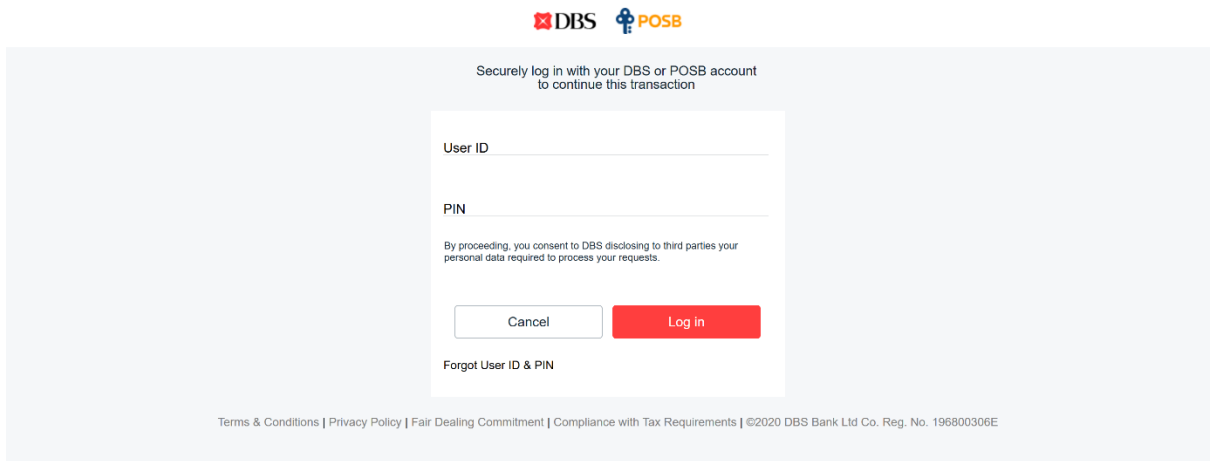 DBS POSB
Securely log in with your DBS or POSB account
to continue this transaction
User ID
PIN
By proceeding, you consent to DBS disclosing to third parties your
personal data required to process your requests.
Cancel Log in
Forgot User ID & PIN
Terms & Conditions | Privacy Policy | Fair Dealing Commitment | Compliance with Tax Requirements | ©2020 DBS Bank Ltd Co. Reg. No. 196800306E